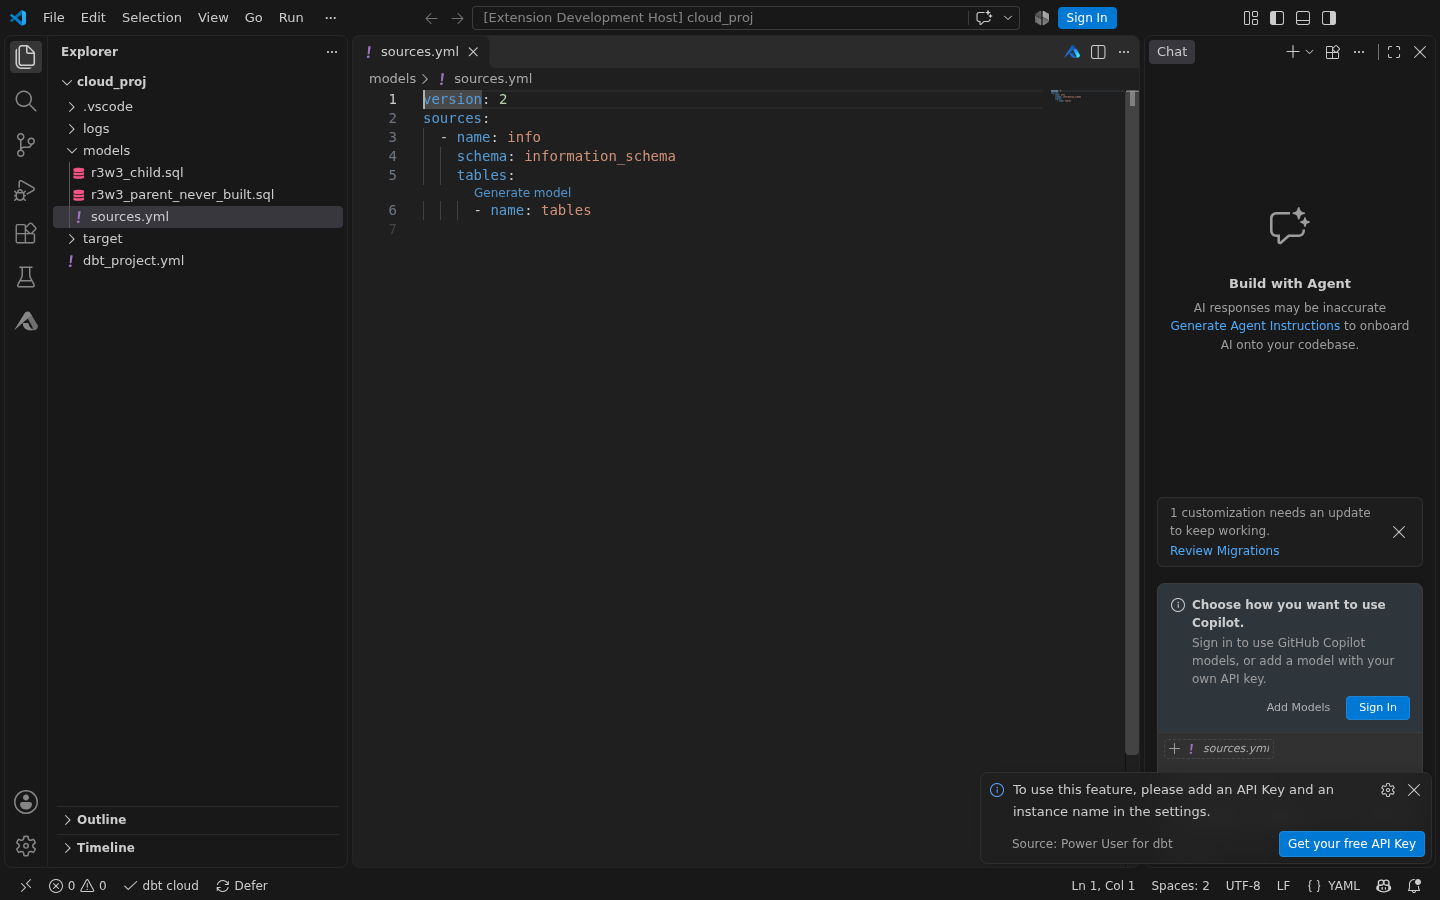 File Edit Selection View Go Run
[Extension Development Host] cloud_proj
Sign In
Explorer
cloud_proj
.vscode
logs
models
r3w3_child.sql
r3w3_parent_never_built.sql
sources.yml
target
dbt_project.yml
Outline
Timeline
! sources.yml
models > ! sources.yml
1 version: 2
2 sources:
3 - name: info
4 schema: information_schema
5 tables:
Generate model
6 - name: tables
7
Chat
Build with Agent
AI responses may be inaccurate
Generate Agent Instructions to onboard
AI onto your codebase.
1 customization needs an update
to keep working.
Review Migrations
Choose how you want to use
Copilot.
Sign in to use GitHub Copilot
models, or add a model with your
own API key.
Add Models
Sign In
! sources.yml
To use this feature, please add an API Key and an
instance name in the settings.
Source: Power User for dbt
Get your free API Key
0 0 dbt cloud Defer
Ln 1, Col 1 Spaces: 2 UTF-8 LF { } YAML